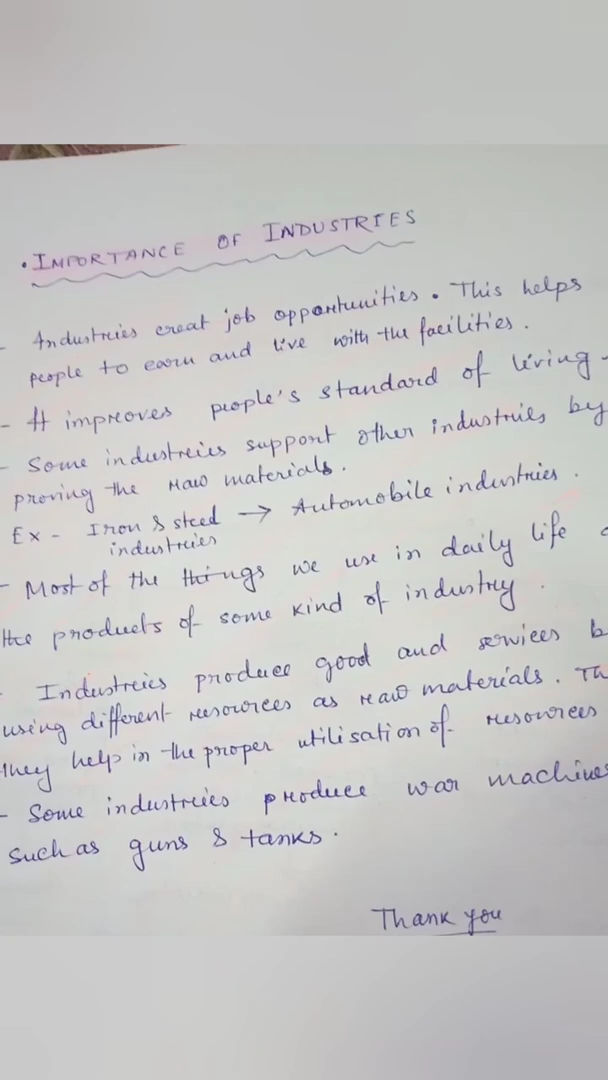 • IMPORTANCE OF INDUSTRIES
- Industries creat job opportunities. This helps
people to earn and live with the facilities.
- It improves people's standard of living.
- Some industries support other industries by
proving the raw materials.
Ex - Iron & steed → Automobile industries.
industries
- Most of the things we use in daily life
the products of some kind of industry.
- Industries produce good and services
using different resources as raw materials.
they help in the proper utilisation of resources
- Some industries produce war machines
such as guns & tanks.
Thank you